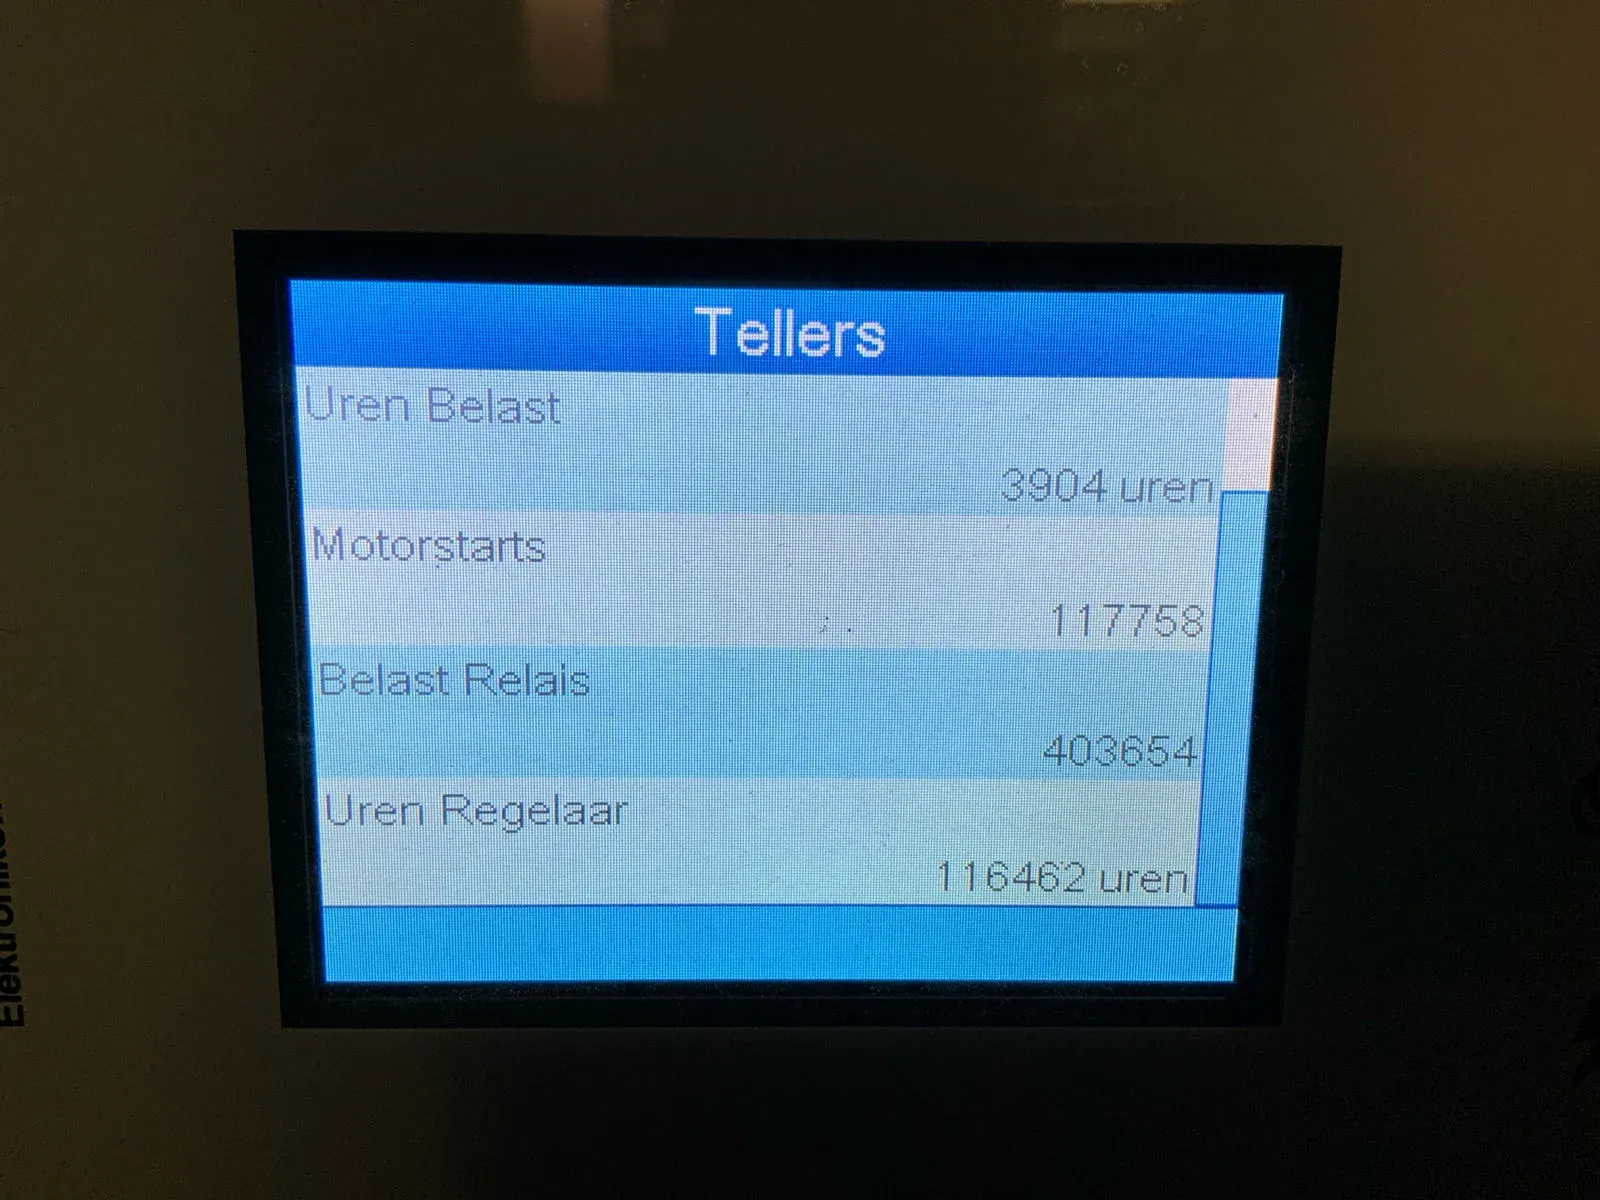 Tellers
Uren Belast
3904 uren
Motorstarts
117758
Belast Relais
403654
Uren Regelaar
116462 uren